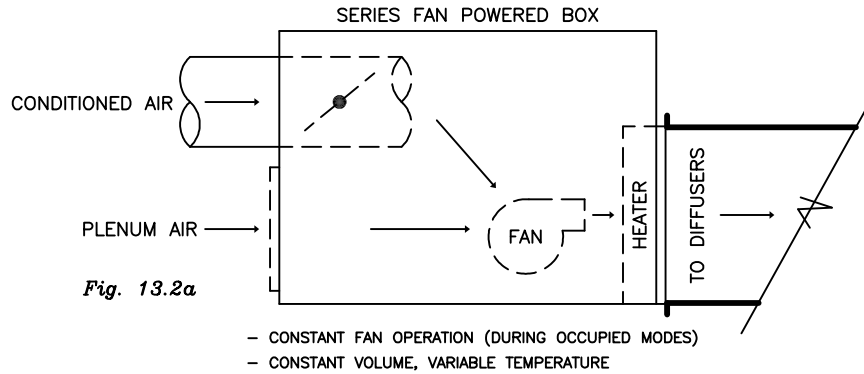 SERIES FAN POWERED BOX
CONDITIONED AIR
PLENUM AIR
FAN
HEATER
TO DIFFUSERS
Fig. 13.2a
– CONSTANT FAN OPERATION (DURING OCCUPIED MODES)
– CONSTANT VOLUME, VARIABLE TEMPERATURE